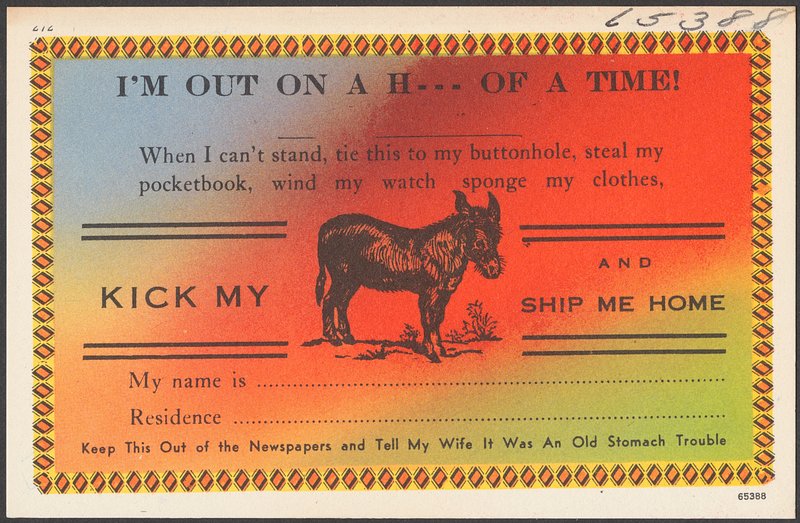 65388
I'M OUT ON A H--- OF A TIME!
When I can't stand, tie this to my buttonhole, steal my
pocketbook, wind my watch sponge my clothes,
KICK MY
AND
SHIP ME HOME
My name is
Residence
Keep This Out of the Newspapers and Tell My Wife It Was An Old Stomach Trouble
65388